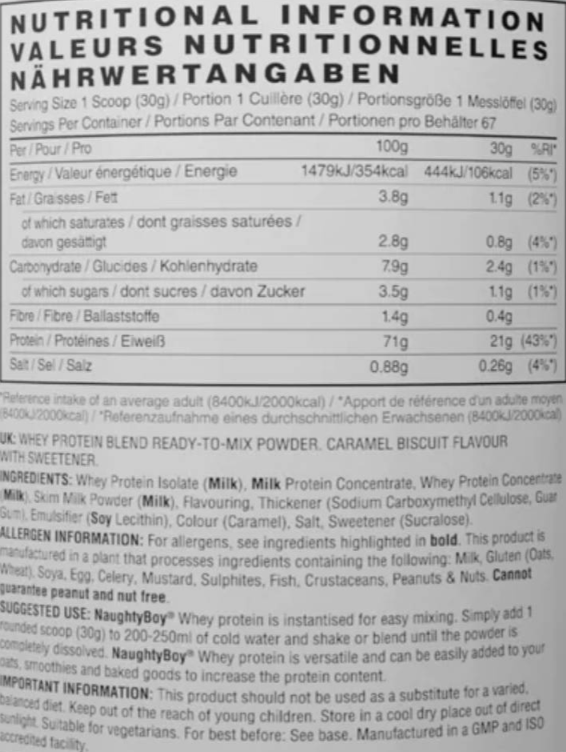 NUTRITIONAL INFORMATION
VALEURS NUTRITIONNELLES
NÄHRWERTANGABEN
Serving Size 1 Scoop (30g) / Portion 1 Cuillère (30g) / Portionsgröße 1 Messlöffel (30g)
Servings Per Container / Portions Par Contenant / Portionen pro Behälter 67
Per / Pour / Pro 100g 30g %RI*
Energy / Valeur énergétique / Energie 1479kJ/354kcal 444kJ/106kcal (5%*)
Fat / Graisses / Fett 3.8g 1.1g (2%*)
of which saturates / dont graisses saturées /
davon gesättigt 2.8g 0.8g (4%*)
Carbohydrate / Glucides / Kohlenhydrate 7.9g 2.4g (1%*)
of which sugars / dont sucres / davon Zucker 3.5g 1.1g (1%*)
Fibre / Fibre / Ballaststoffe 1.4g 0.4g
Protein / Protéines / Eiweiß 71g 21g (43%*)
Salt / Sel / Salz 0.88g 0.26g (4%*)
*Reference intake of an average adult (8400kJ/2000kcal) / *Apport de référence d'un adulte moyen
(8400kJ/2000kcal) / *Referenzaufnahme eines durchschnittlichen Erwachsenen (8400kJ/2000kcal)
UK: WHEY PROTEIN BLEND READY-TO-MIX POWDER. CARAMEL BISCUIT FLAVOUR
WITH SWEETENER.
INGREDIENTS: Whey Protein Isolate (Milk), Milk Protein Concentrate, Whey Protein Concentrate
(Milk), Skim Milk Powder (Milk), Flavouring, Thickener (Sodium Carboxymethyl Cellulose, Guar
Gum), Emulsifier (Soy Lecithin), Colour (Caramel), Salt, Sweetener (Sucralose).
ALLERGEN INFORMATION: For allergens, see ingredients highlighted in bold. This product is
manufactured in a plant that processes ingredients containing the following: Milk, Gluten (Oats,
Wheat), Soya, Egg, Celery, Mustard, Sulphites, Fish, Crustaceans, Peanuts & Nuts. Cannot
guarantee peanut and nut free.
SUGGESTED USE: NaughtyBoy® Whey protein is instantised for easy mixing. Simply add 1
rounded scoop (30g) to 200-250ml of cold water and shake or blend until the powder is
completely dissolved. NaughtyBoy® Whey protein is versatile and can be easily added to your
oats, smoothies and baked goods to increase the protein content.
IMPORTANT INFORMATION: This product should not be used as a substitute for a varied,
balanced diet. Keep out of the reach of young children. Store in a cool dry place out of direct
sunlight. Suitable for vegetarians. For best before: See base. Manufactured in a GMP and ISO
accredited facility.